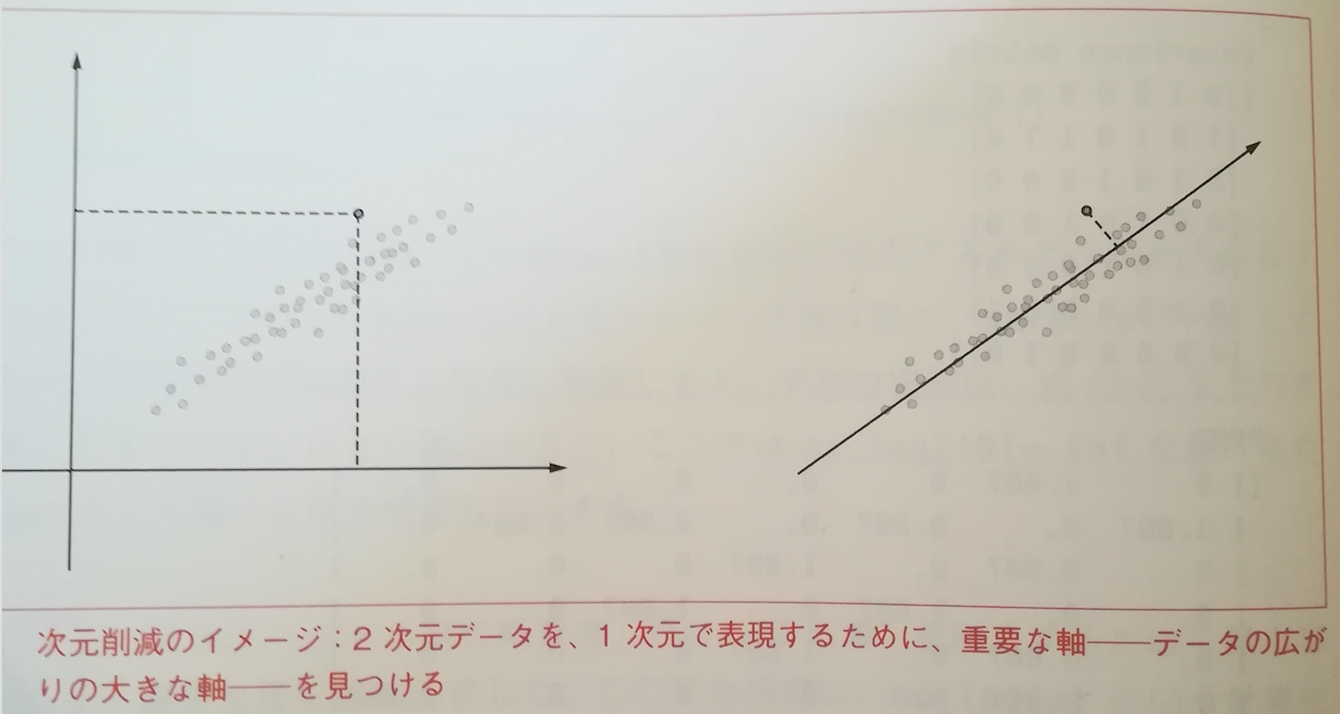 次元削減のイメージ：2 次元データを、1 次元で表現するために、重要な軸――データの広が
りの大きな軸――を見つける